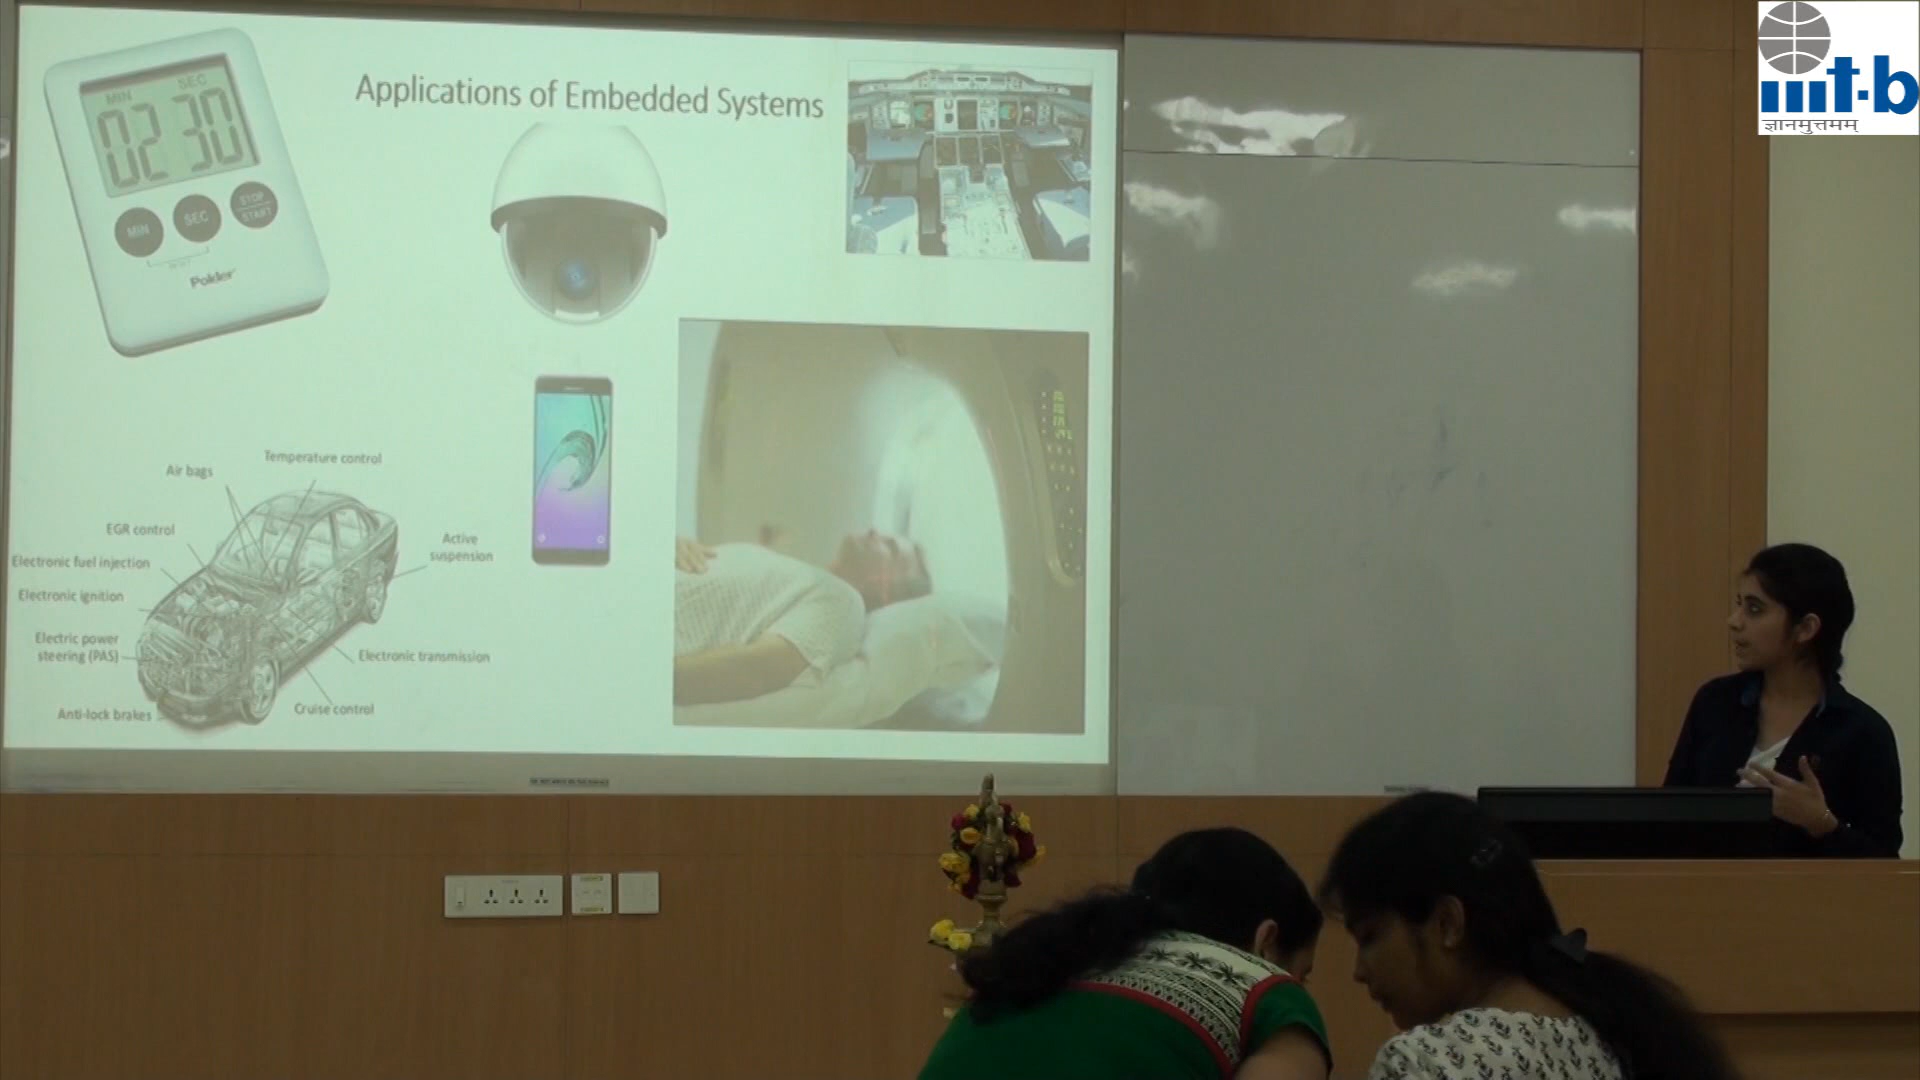 Applications of Embedded Systems
MIN SEC
02 30
MIN
SEC
STOP
START
Polder
Temperature control
Air bags
EGR control
Electronic fuel injection
Electronic ignition
Electric power
steering (PAS)
Anti-lock brakes
Active
suspension
Electronic transmission
Cruise control
iiit-b
ज्ञानमुत्तमम्